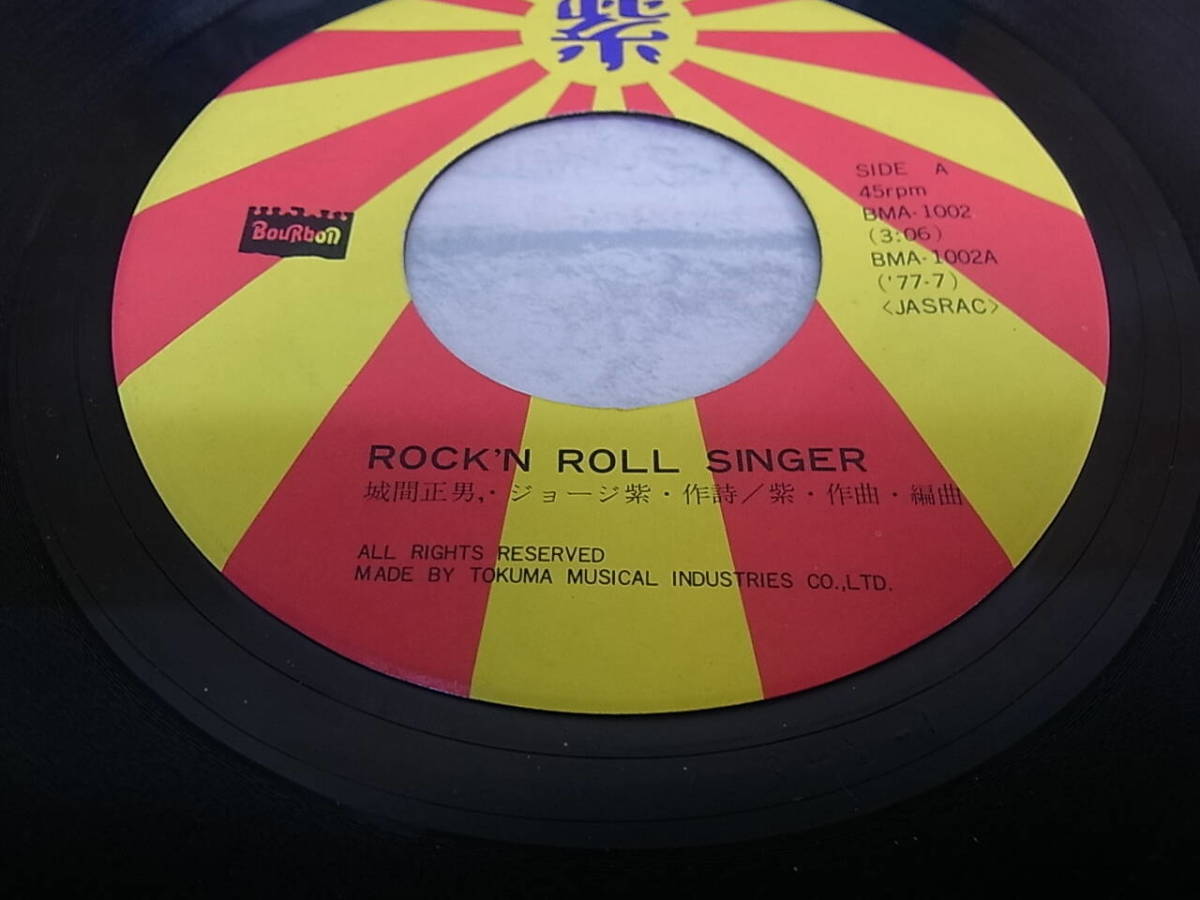 BouRboN
SIDE A
45rpm
BMA-1002
(3:06)
BMA-1002A
('77-7)
<JASRAC>
ROCK'N ROLL SINGER
城間正男,・ジョージ紫・作詩/紫・作曲・編曲
ALL RIGHTS RESERVED
MADE BY TOKUMA MUSICAL INDUSTRIES CO.,LTD.